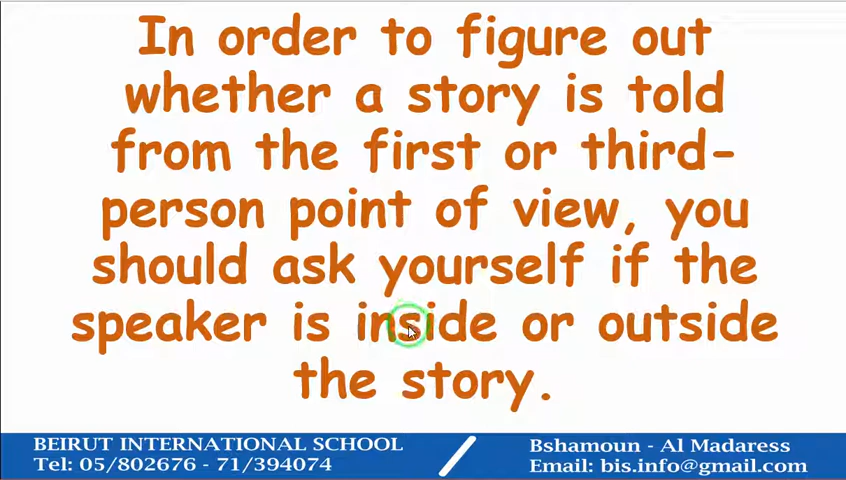 In order to figure out
whether a story is told
from the first or third-
person point of view, you
should ask yourself if the
speaker is inside or outside
the story.
BEIRUT INTERNATIONAL SCHOOL
Tel: 05/802676 - 71/394074
Bshamoun - Al Madaress
Email: bis.info@gmail.com